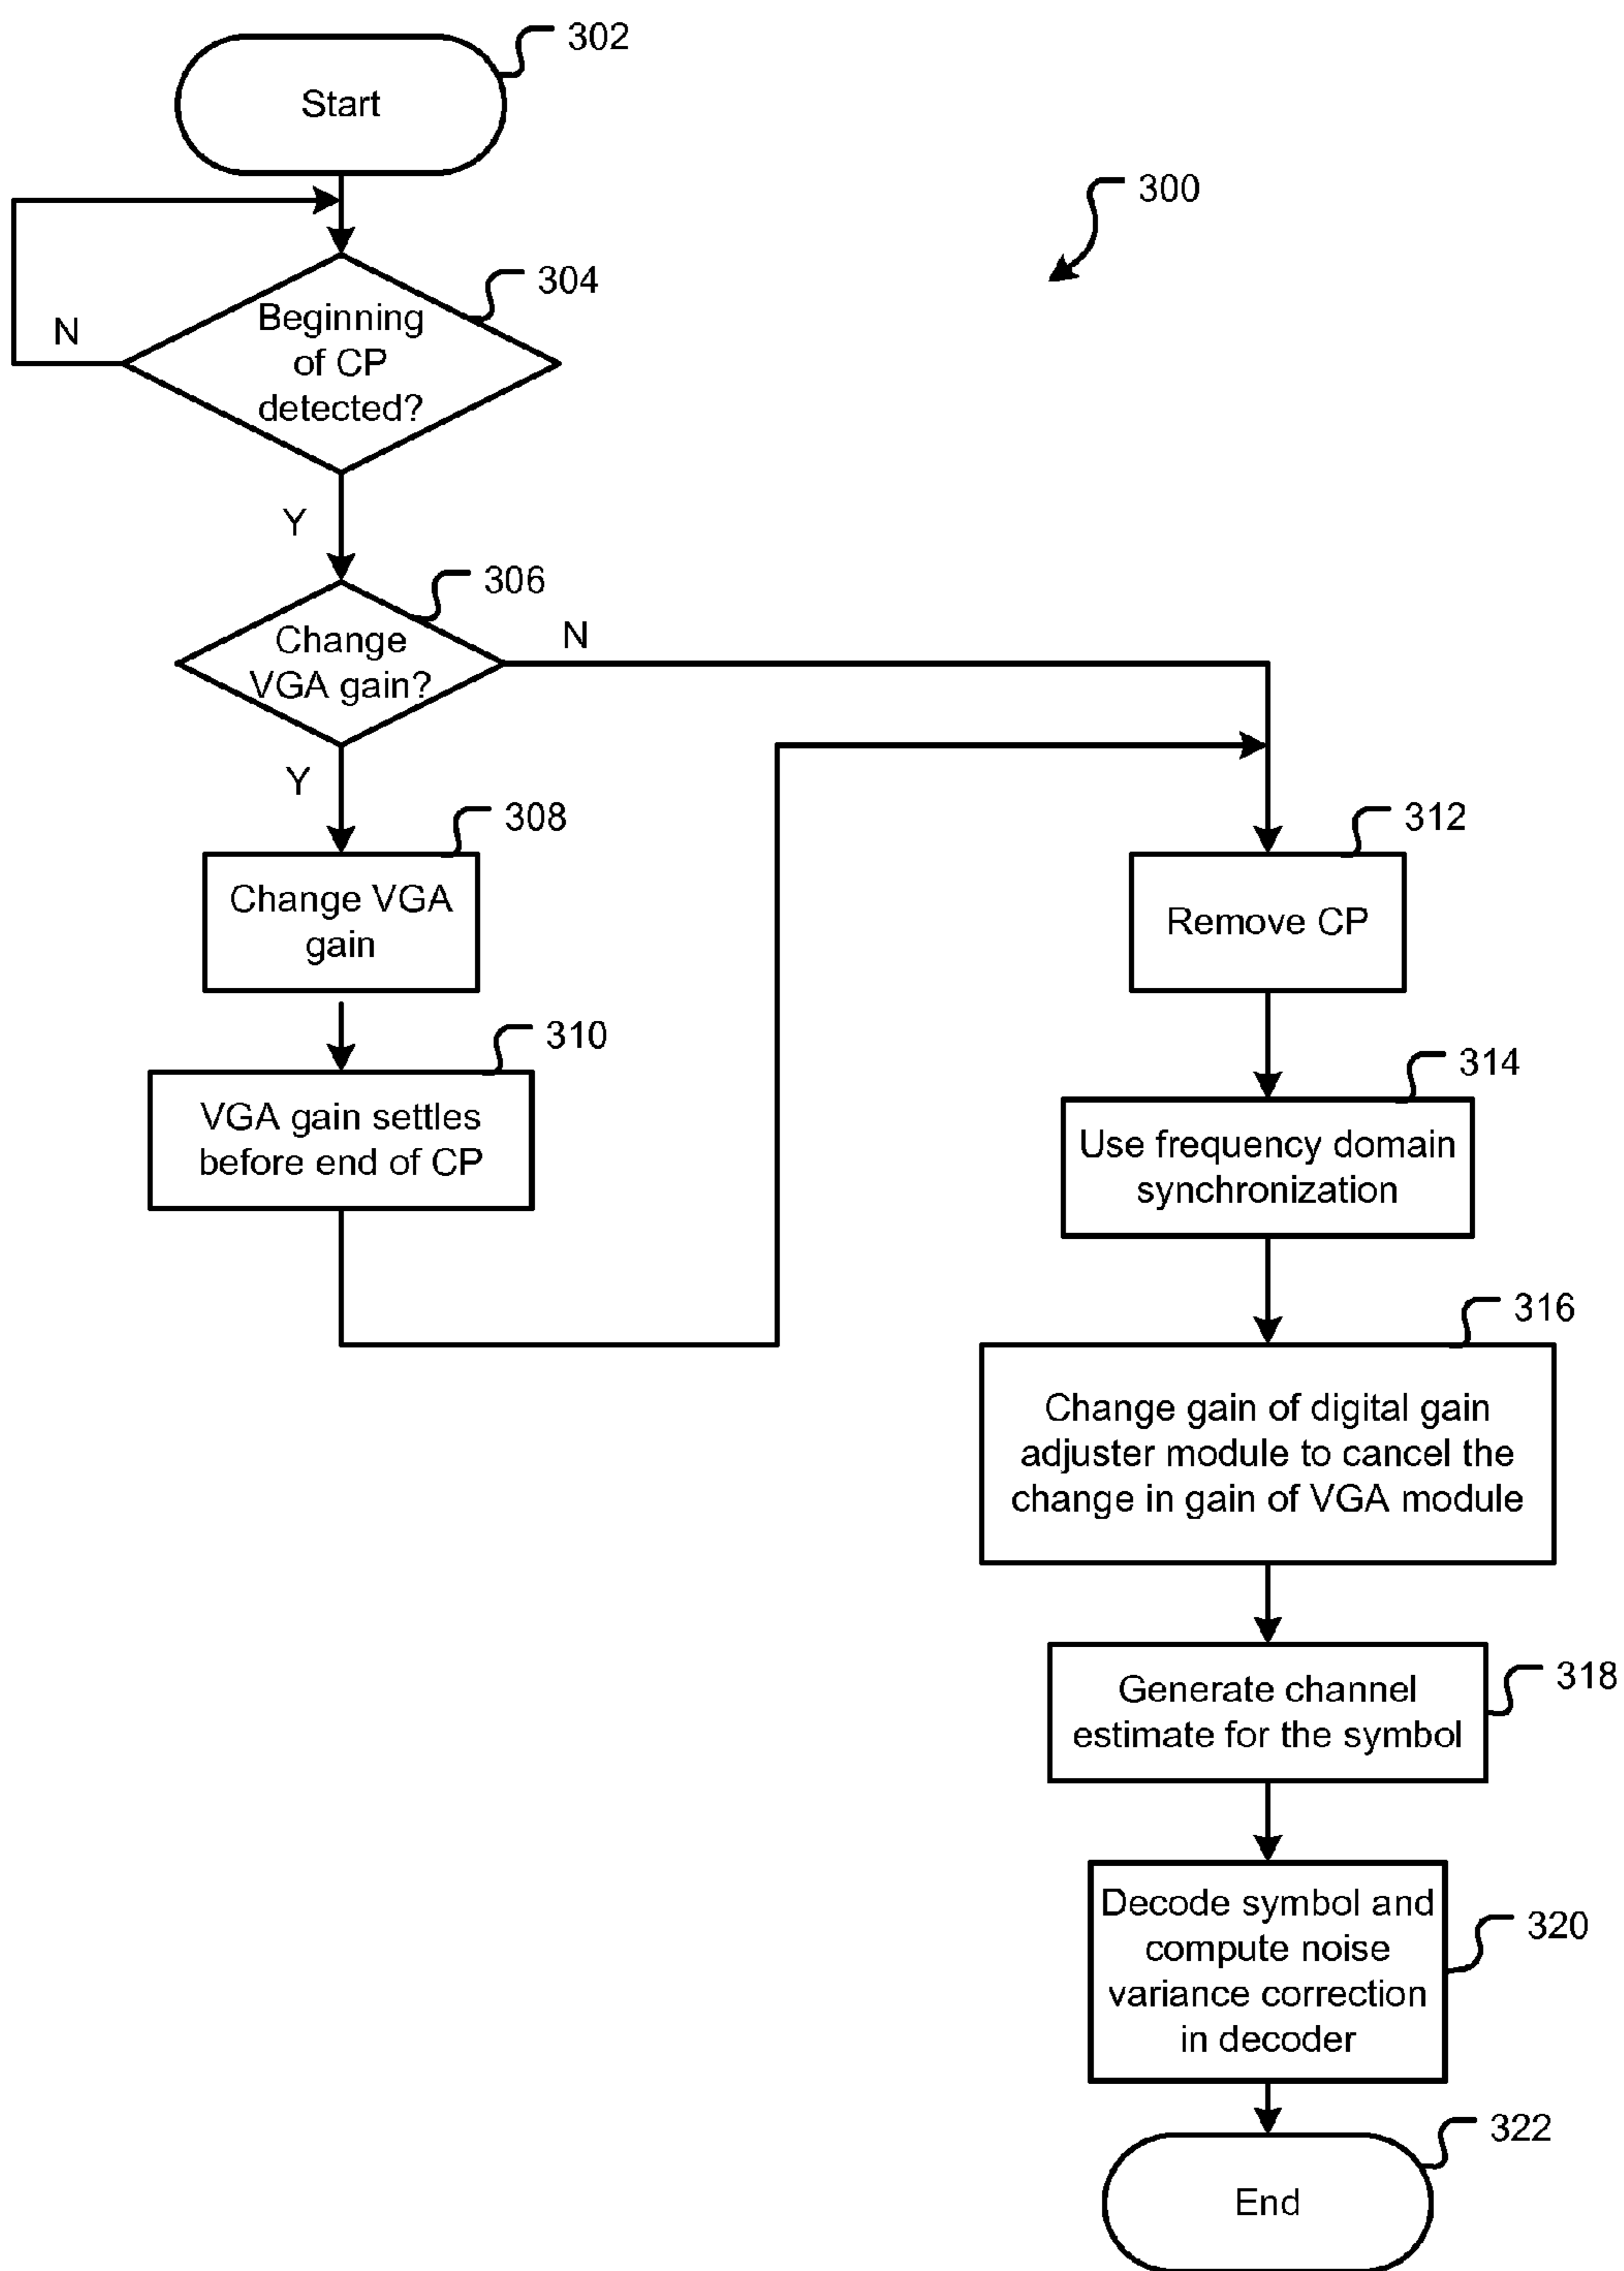 302
Start
300
304
Beginning
of CP
detected?
N
Y
306
Change
VGA gain?
N
Y
308
Change VGA
gain
310
VGA gain settles
before end of CP
312
Remove CP
314
Use frequency domain
synchronization
316
Change gain of digital gain
adjuster module to cancel the
change in gain of VGA module
318
Generate channel
estimate for the symbol
320
Decode symbol and
compute noise
variance correction
in decoder
322
End